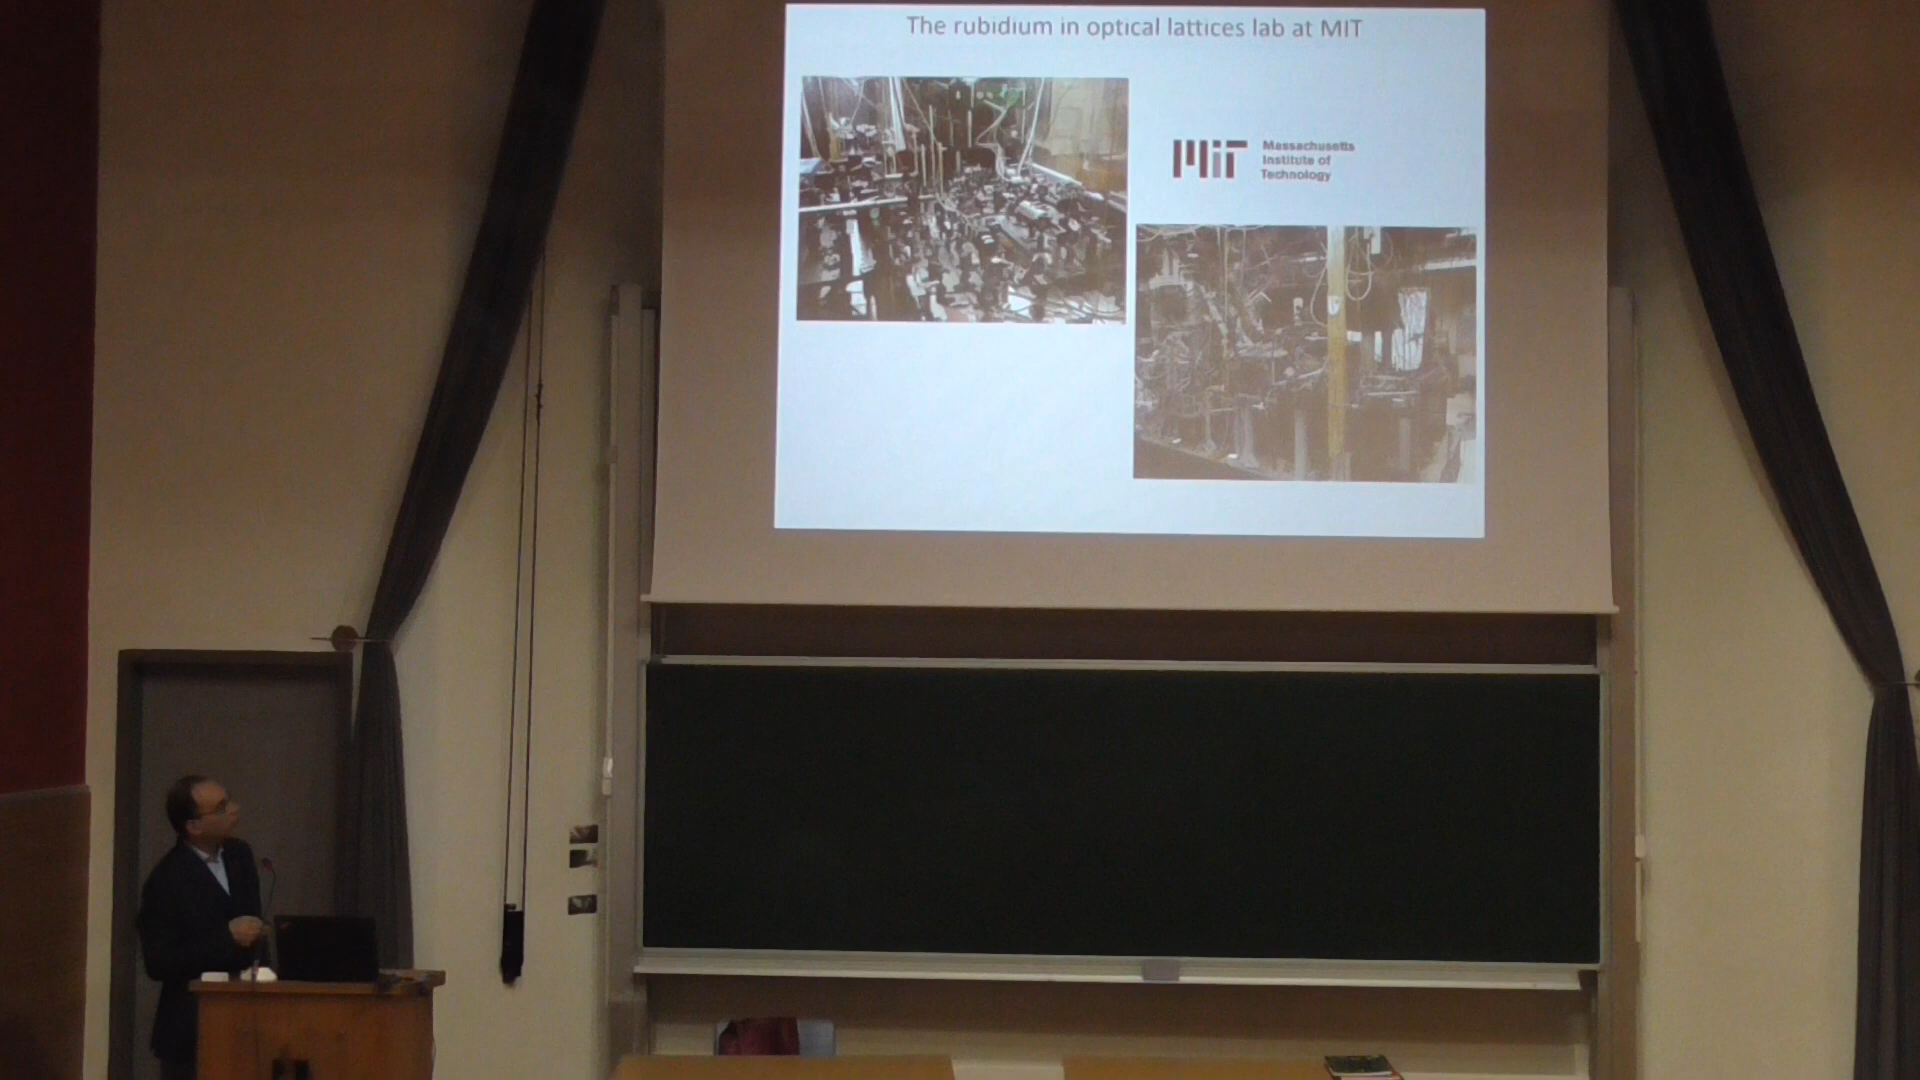 The rubidium in optical lattices lab at MIT
MIT
Massachusetts
Institute of
Technology